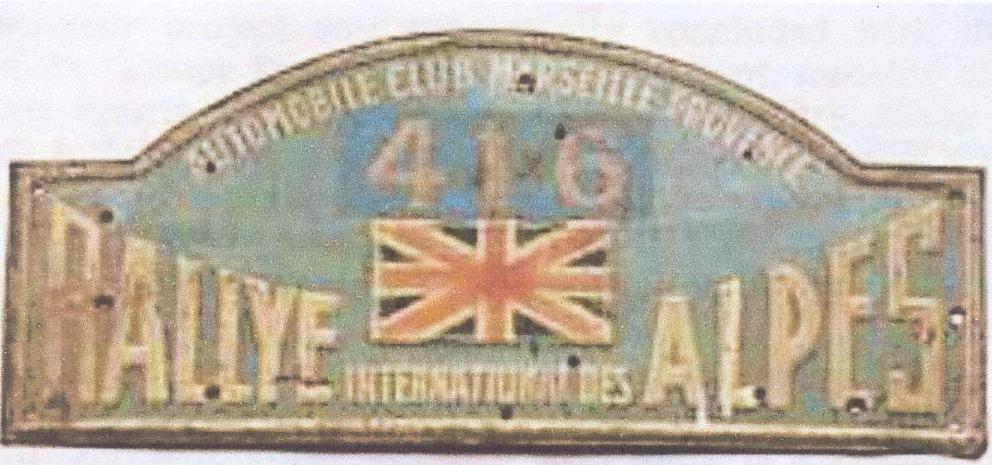 AUTOMOBILE CLUB MARSEILLE PROVENCE
416
RALLYE INTERNATIONAL DES ALPES